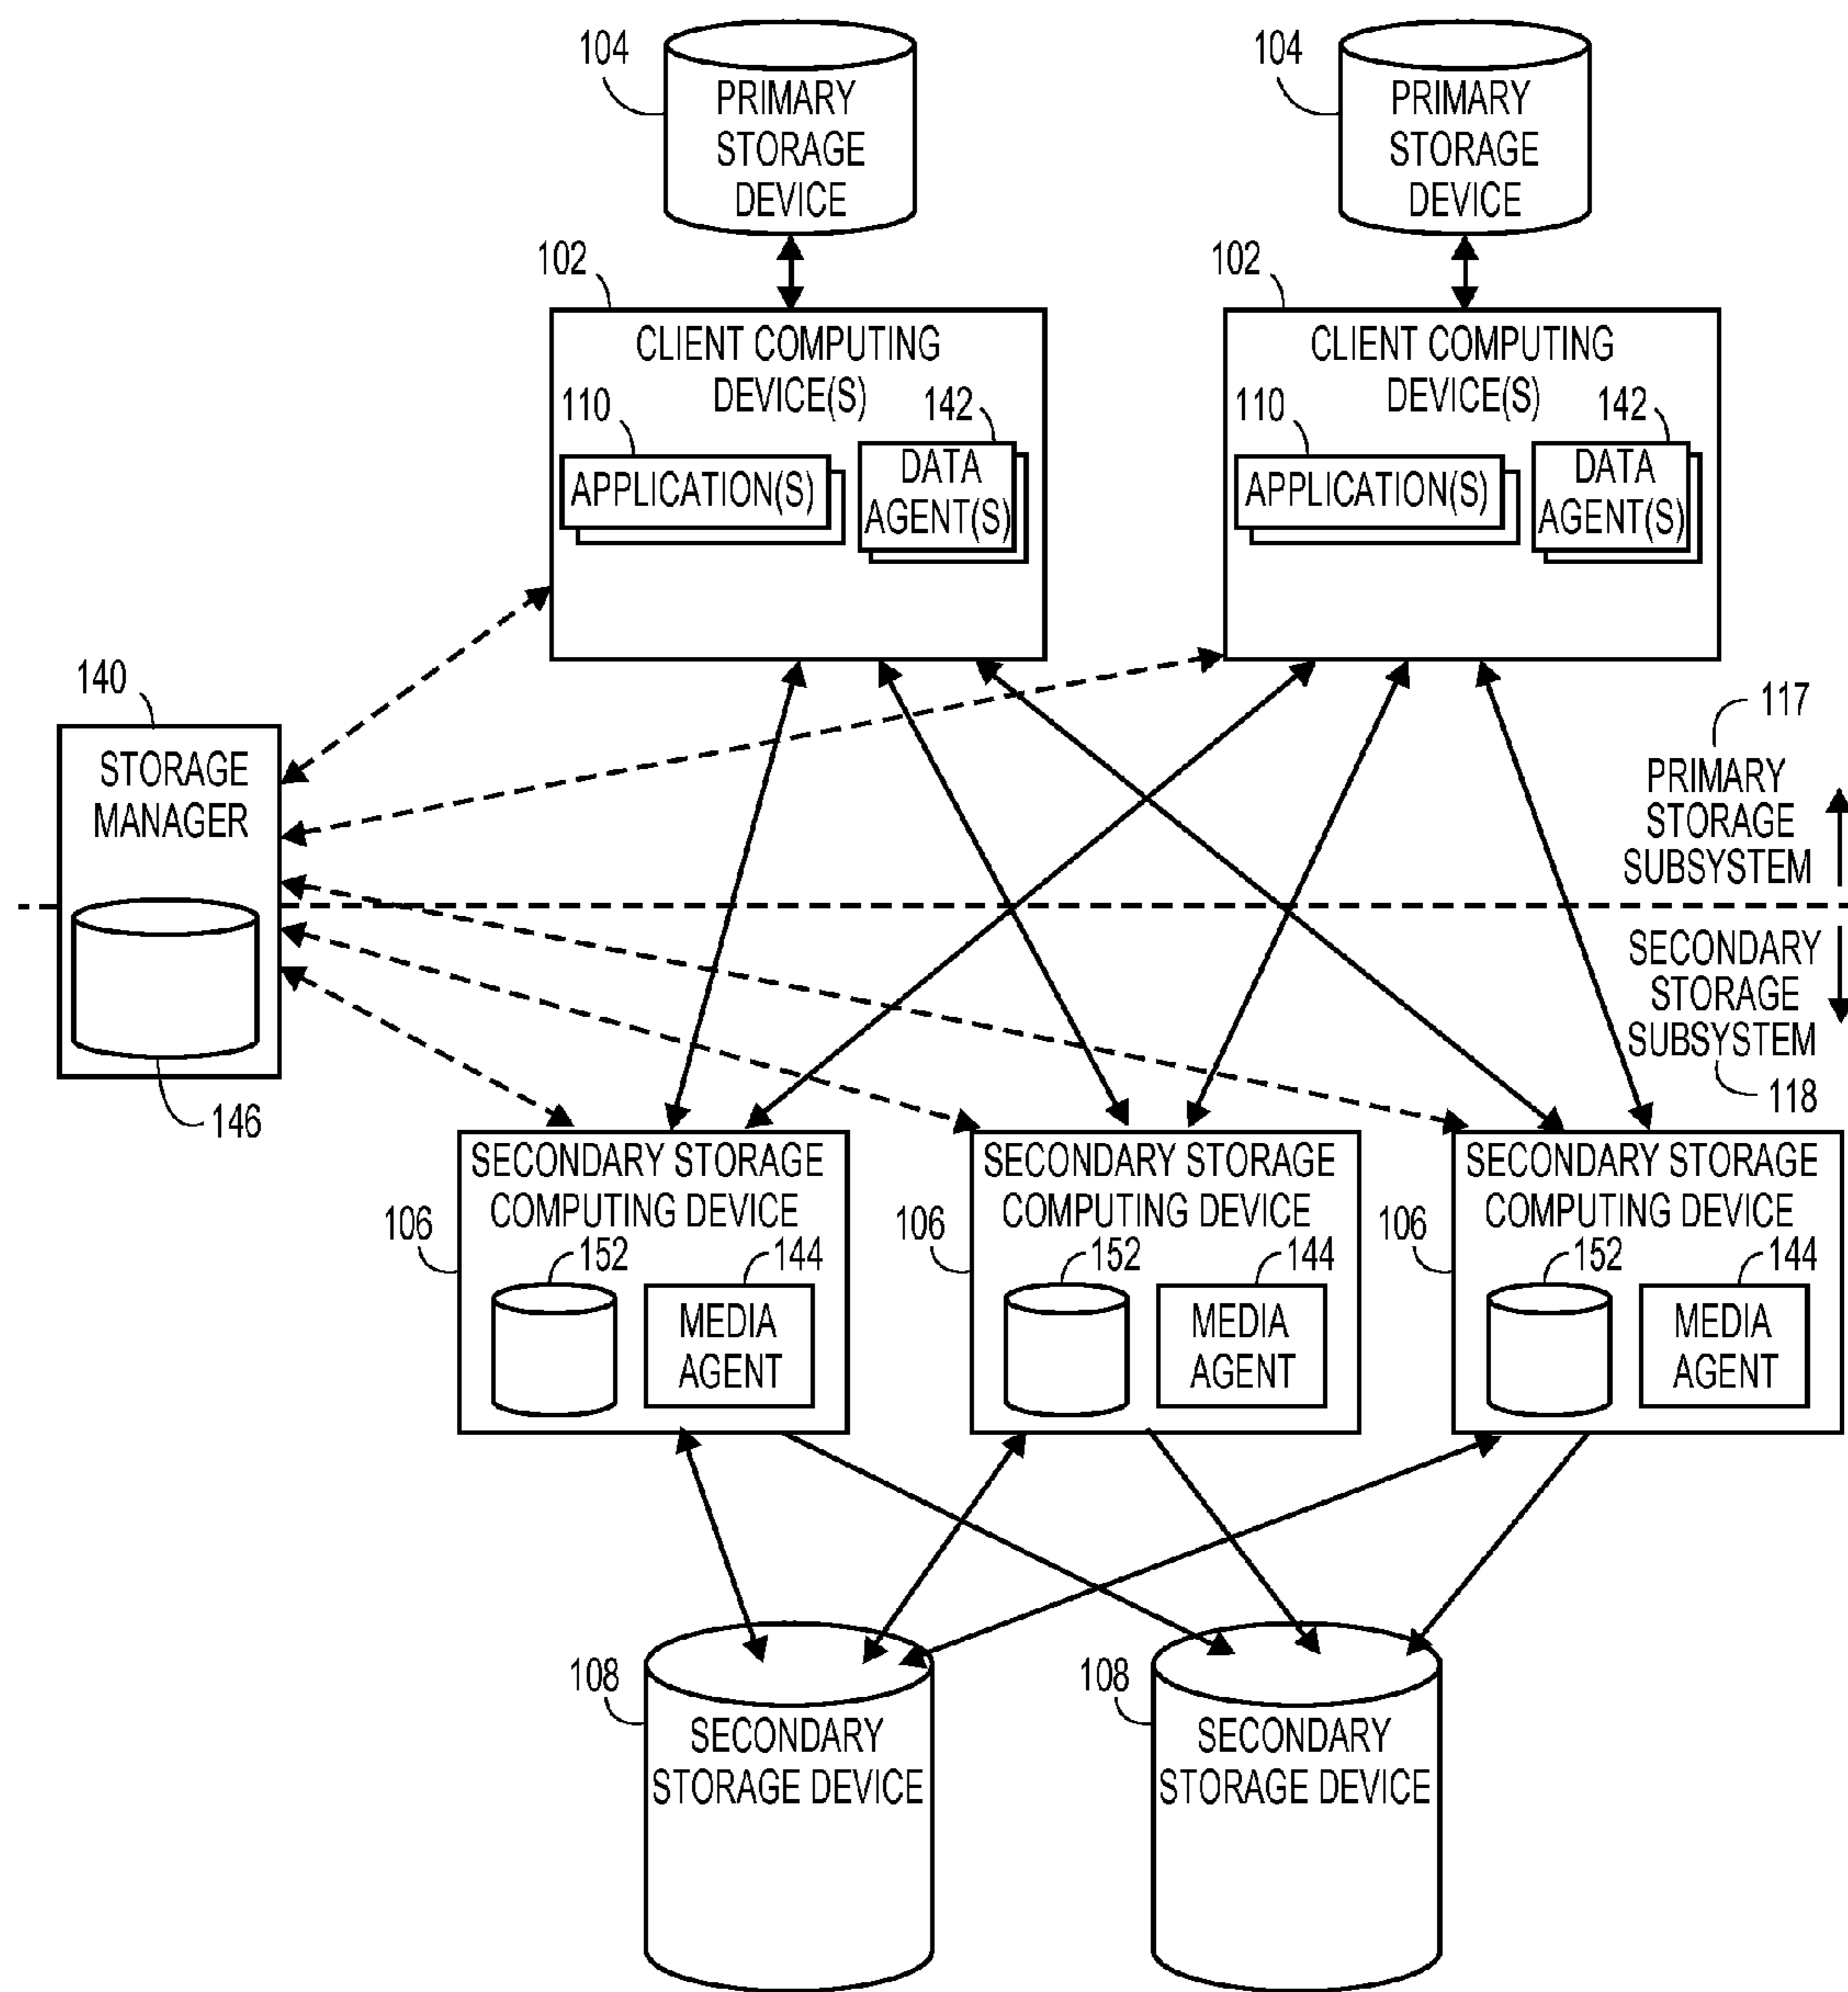 104
PRIMARY
STORAGE
DEVICE
104
PRIMARY
STORAGE
DEVICE
102
CLIENT COMPUTING
DEVICE(S)
110
142
APPLICATION(S)
DATA
AGENT(S)
102
CLIENT COMPUTING
DEVICE(S)
110
142
APPLICATION(S)
DATA
AGENT(S)
140
STORAGE
MANAGER
146
117
PRIMARY
STORAGE
SUBSYSTEM
SECONDARY
STORAGE
SUBSYSTEM
118
SECONDARY STORAGE
COMPUTING DEVICE
106
152
144
MEDIA
AGENT
SECONDARY STORAGE
COMPUTING DEVICE
106
152
144
MEDIA
AGENT
SECONDARY STORAGE
COMPUTING DEVICE
106
152
144
MEDIA
AGENT
108
SECONDARY
STORAGE DEVICE
108
SECONDARY
STORAGE DEVICE